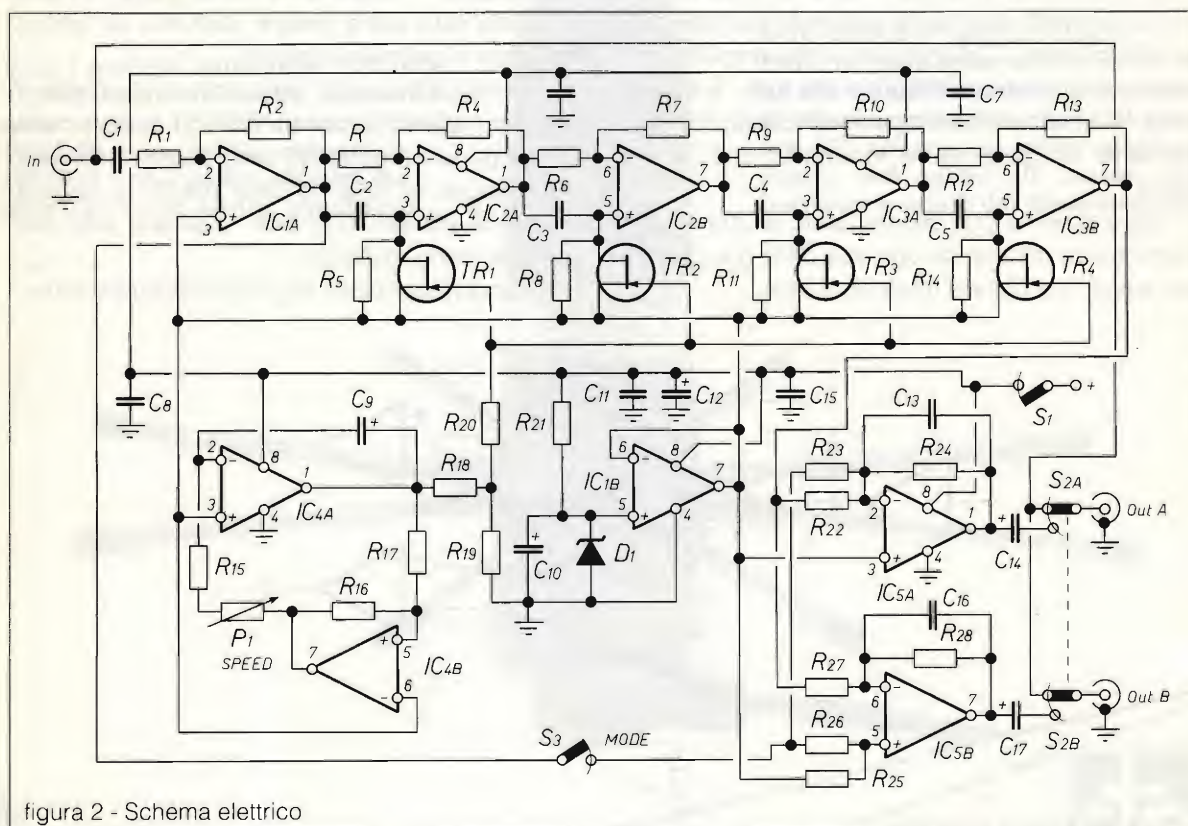 R2
R4
R7
R10
C7
R13
In
C1
R1
R
R6
R9
R12
2
-
1
2
-
8
1
6
-
7
2
-
8
1
6
-
7
3
+
C2
3
+
4
C3
5
+
C4
3
+
4
C5
5
+
IC1A
IC2A
IC2B
IC3A
IC3B
R5
TR1
R8
TR2
R11
TR3
R14
TR4
C8
C9
R20
R21
C11
+
C12
C15
C13
S1
+
2
-
8
1
R18
6
-
8
7
R23
R24
S2A
Out A
3
+
4
IC1B
5
+
4
R22
2
-
8
1
+
C14
IC4A
R17
R19
+
C10
D1
3
+
4
IC5A
R15
R16
C16
P1
SPEED
7
+
5
IC4B
R28
-
6
R27
6
-
7
+
C17
S2B
Out B
S3
MODE
R26
5
+
IC5B
R25
figura 2 - Schema elettrico